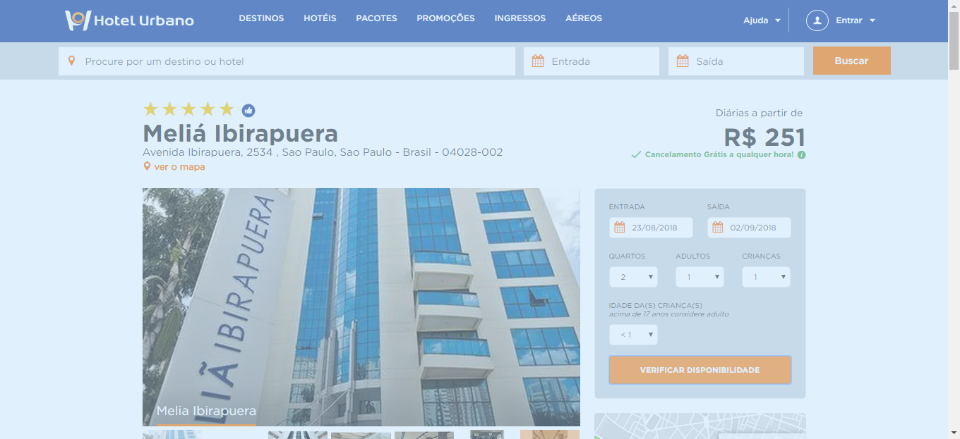 Hotel Urbano
DESTINOS HOTÉIS PACOTES PROMOÇÕES INGRESSOS AÉREOS
Ajuda Entrar
Procure por um destino ou hotel
Entrada
Saída
Buscar
Meliá Ibirapuera
Avenida Ibirapuera, 2534 , Sao Paulo, Sao Paulo - Brasil - 04028-002
ver o mapa
Diárias a partir de
R$ 251
Cancelamento Grátis a qualquer hora!
LIÃ IBIRAPUERA
Melia Ibirapuera
ENTRADA SAÍDA
23/08/2018 02/09/2018
QUARTOS ADULTOS CRIANÇAS
2 1 1
IDADE DA(S) CRIANÇA(S)
acima de 17 anos considere adulto
< 1
VERIFICAR DISPONIBILIDADE